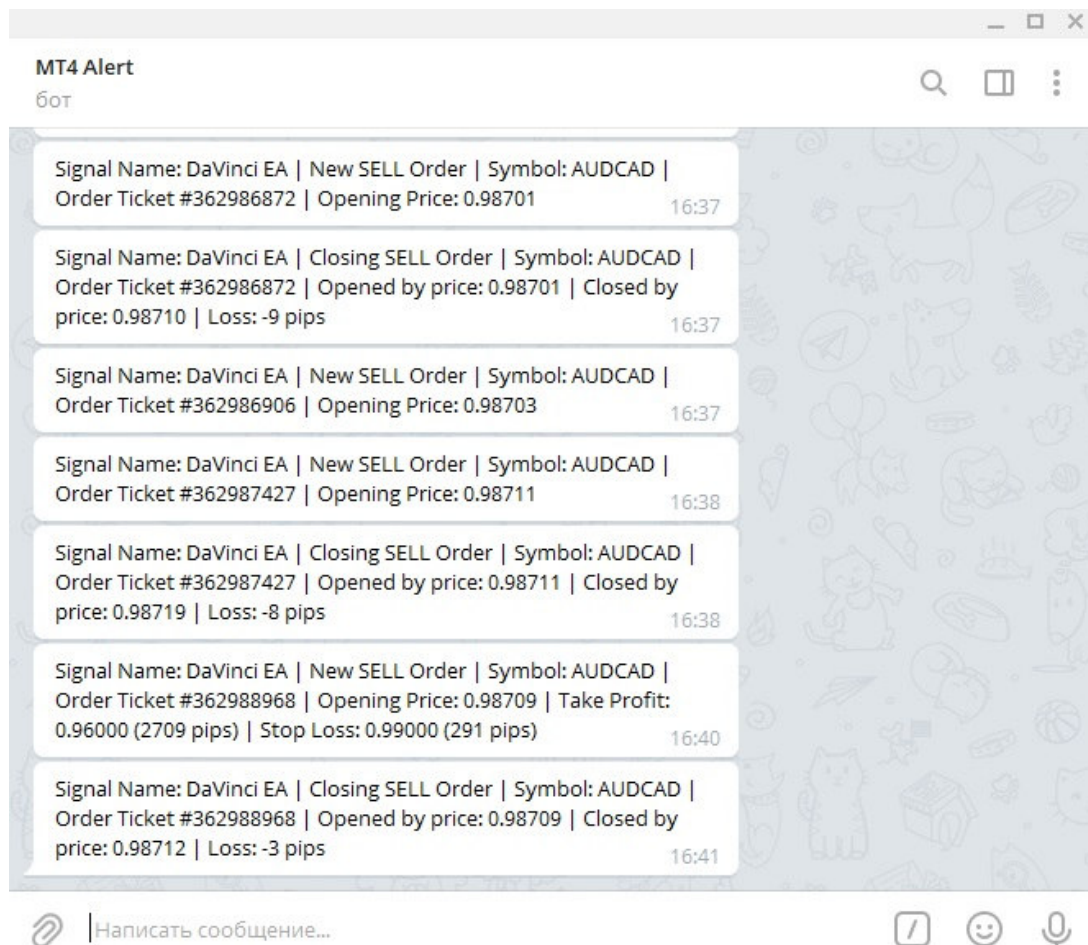 MT4 Alert
бот
Signal Name: DaVinci EA | New SELL Order | Symbol: AUDCAD |
Order Ticket #362986872 | Opening Price: 0.98701
16:37
Signal Name: DaVinci EA | Closing SELL Order | Symbol: AUDCAD |
Order Ticket #362986872 | Opened by price: 0.98701 | Closed by
price: 0.98710 | Loss: -9 pips
16:37
Signal Name: DaVinci EA | New SELL Order | Symbol: AUDCAD |
Order Ticket #362986906 | Opening Price: 0.98703
16:37
Signal Name: DaVinci EA | New SELL Order | Symbol: AUDCAD |
Order Ticket #362987427 | Opening Price: 0.98711
16:38
Signal Name: DaVinci EA | Closing SELL Order | Symbol: AUDCAD |
Order Ticket #362987427 | Opened by price: 0.98711 | Closed by
price: 0.98719 | Loss: -8 pips
16:38
Signal Name: DaVinci EA | New SELL Order | Symbol: AUDCAD |
Order Ticket #362988968 | Opening Price: 0.98709 | Take Profit:
0.96000 (2709 pips) | Stop Loss: 0.99000 (291 pips)
16:40
Signal Name: DaVinci EA | Closing SELL Order | Symbol: AUDCAD |
Order Ticket #362988968 | Opened by price: 0.98709 | Closed by
price: 0.98712 | Loss: -3 pips
16:41
Написать сообщение...